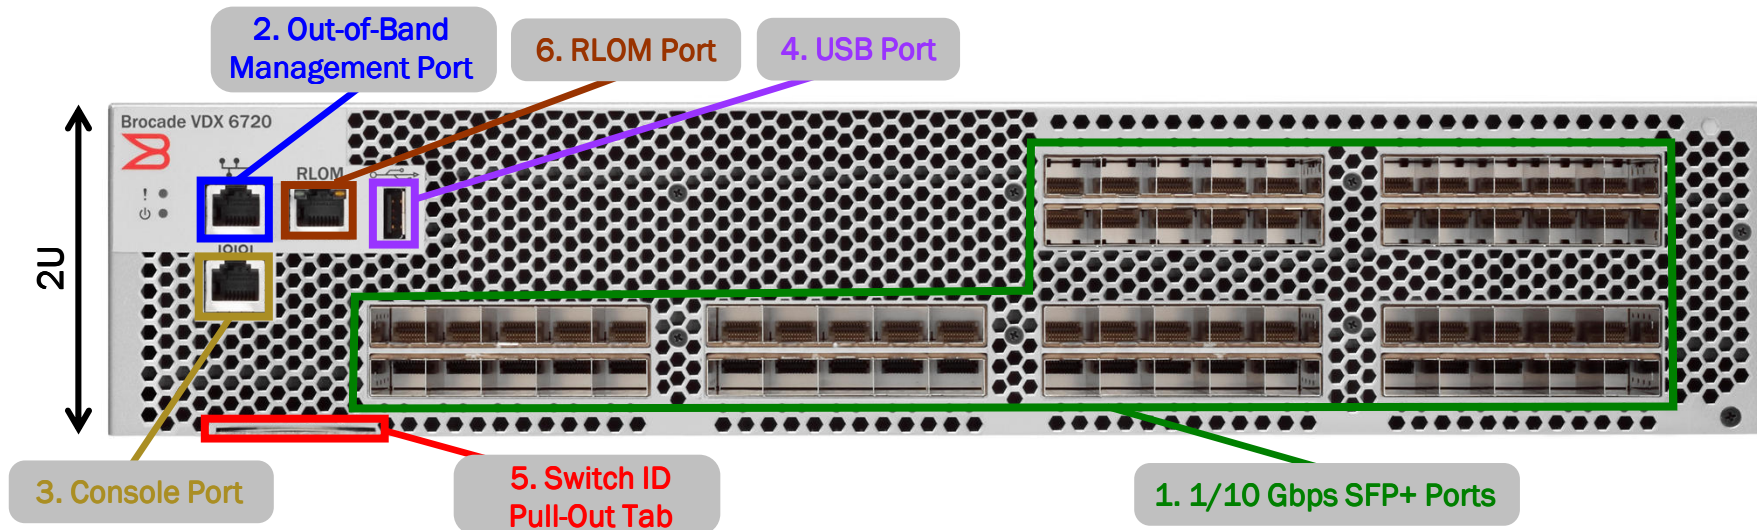 2. Out-of-Band
Management Port
6. RLOM Port
4. USB Port
Brocade VDX 6720
RLOM
!
2U
IOIOI
3. Console Port
5. Switch ID
Pull-Out Tab
1. 1/10 Gbps SFP+ Ports